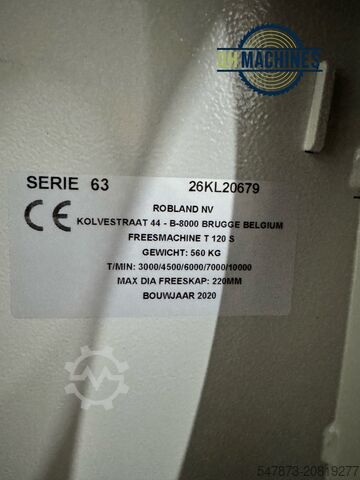 MACHINES
SERIE 63 26KL20679
CE
ROBLAND NV
KOLVESTRAAT 44 - B-8000 BRUGGE BELGIUM
FREESMACHINE T 120 S
GEWICHT: 560 KG
T/MIN: 3000/4500/6000/7000/10000
MAX DIA FREESKAP: 220MM
BOUWJAAR 2020
547873-20819277